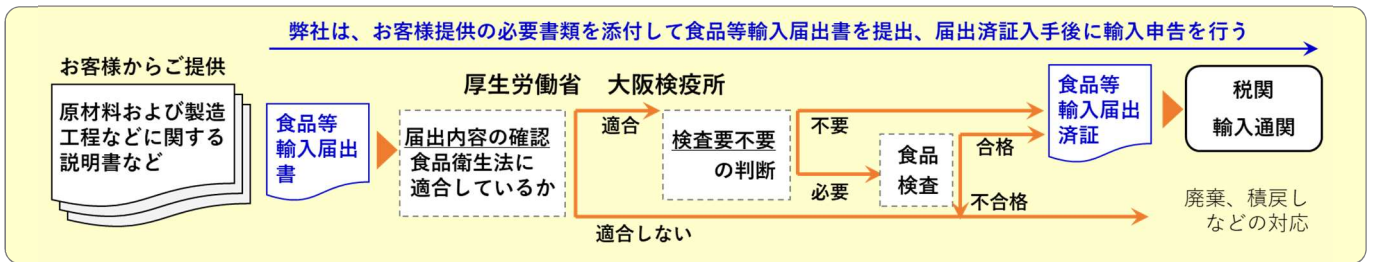 弊社は、お客様提供の必要書類を添付して食品等輸入届出書を提出、届出済証入手後に輸入申告を行う
お客様からご提供
原材料および製造
工程などに関する
説明書など
食品等
輸入届出
書
厚生労働省　大阪検疫所
届出内容の確認
食品衛生法に
適合しているか
適合
適合しない
検査要不要
の判断
不要
必要
食品
検査
合格
不合格
食品等
輸入届出
済証
税関
輸入通関
廃棄、積戻し
などの対応